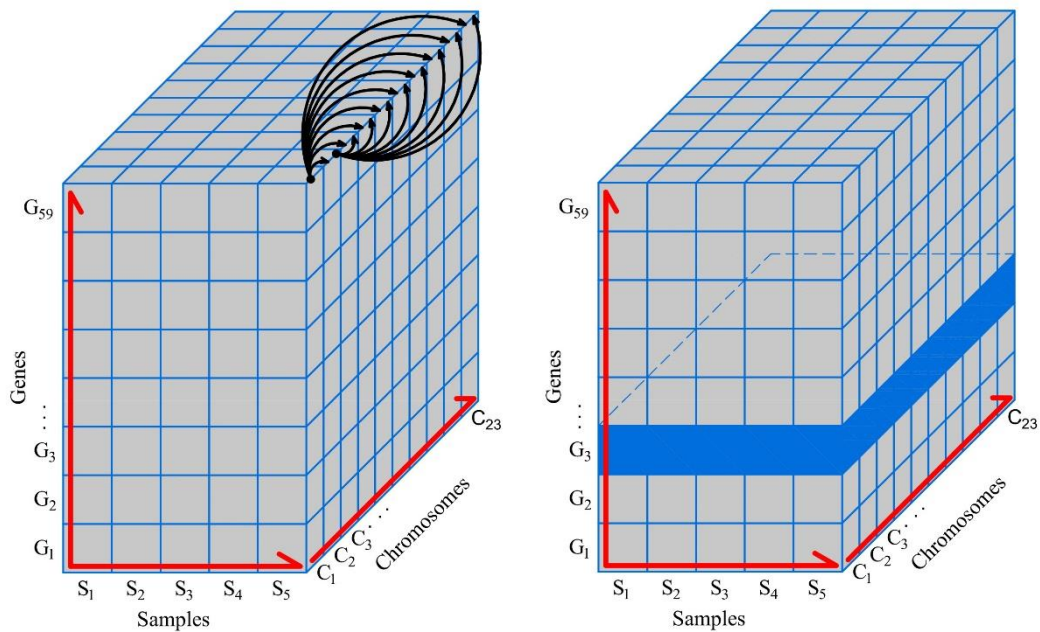 G59
Genes
⋮
G3
G2
G1
S1 S2 S3 S4 S5
Samples
C1 C2 C3 . . . C23
Chromosomes
G59
Genes
⋮
G3
G2
G1
S1 S2 S3 S4 S5
Samples
C1 C2 C3 . . . C23
Chromosomes